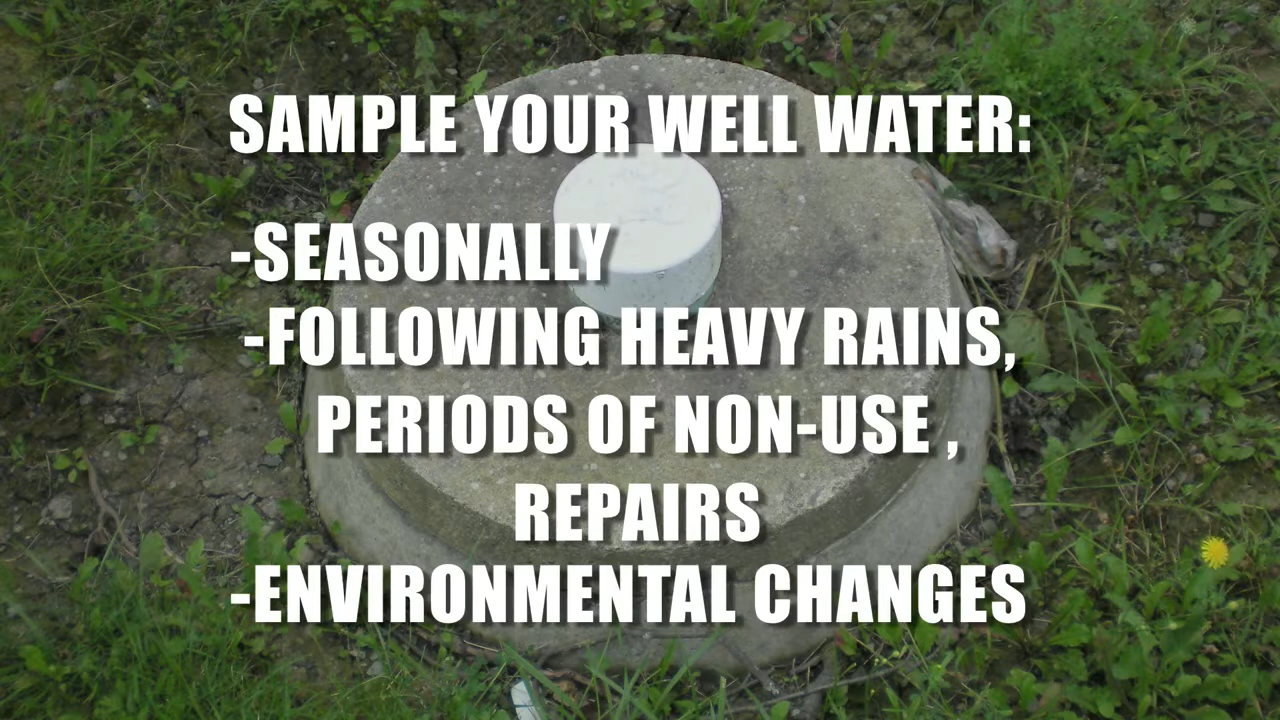 SAMPLE YOUR WELL WATER:
-SEASONALLY
-FOLLOWING HEAVY RAINS,
PERIODS OF NON-USE ,
REPAIRS
-ENVIRONMENTAL CHANGES